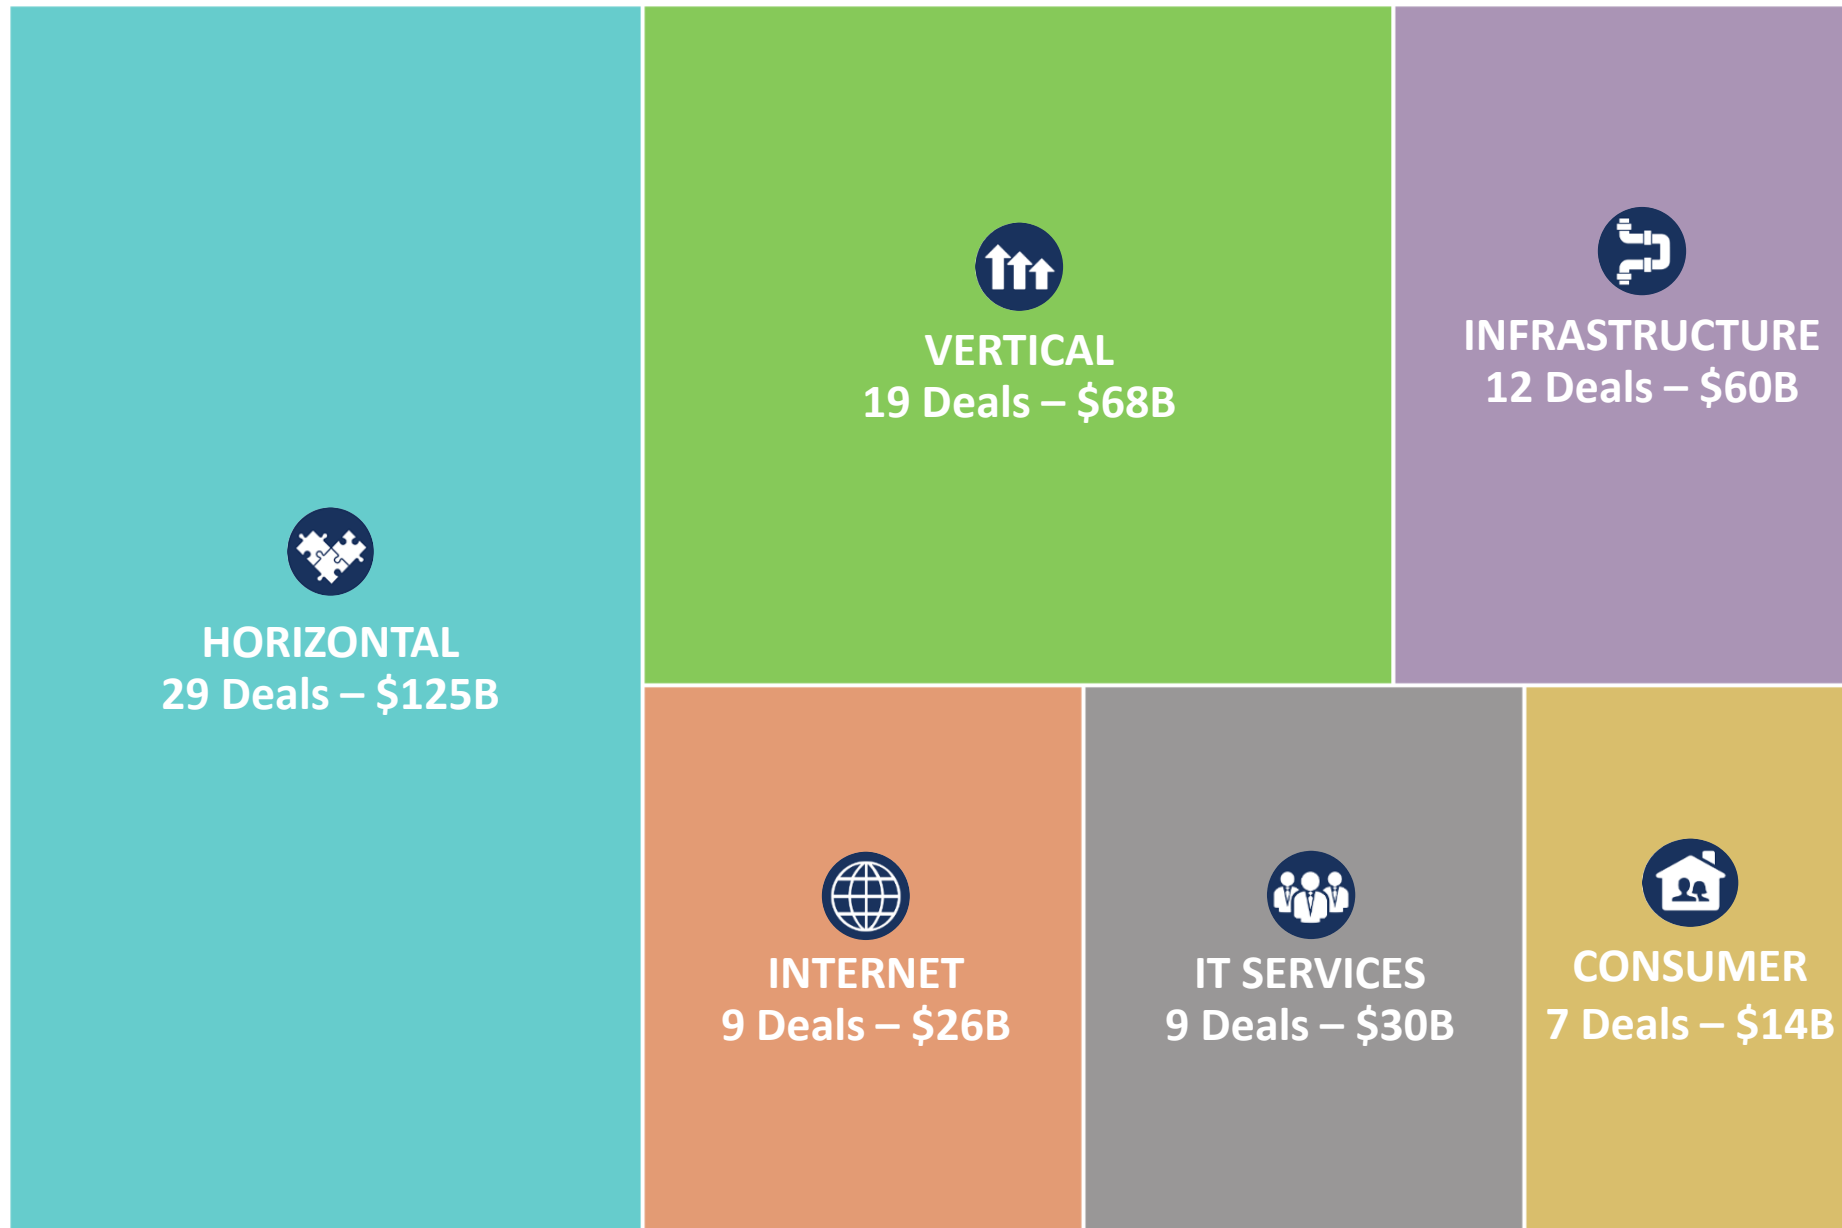 HORIZONTAL
29 Deals – $125B
VERTICAL
19 Deals – $68B
INFRASTRUCTURE
12 Deals – $60B
INTERNET
9 Deals – $26B
IT SERVICES
9 Deals – $30B
CONSUMER
7 Deals – $14B